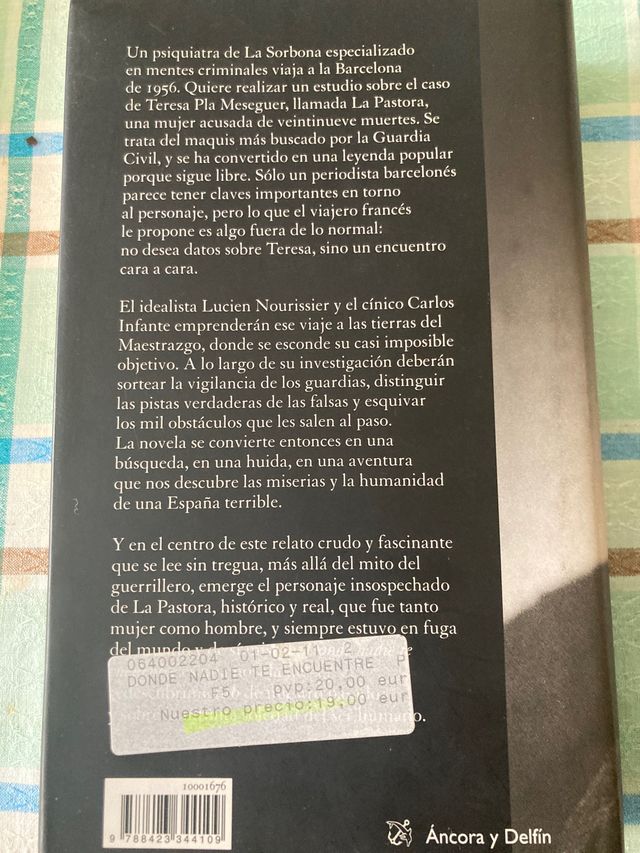 Un psiquiatra de La Sorbona especializado
en mentes criminales viaja a la Barcelona
de 1956. Quiere realizar un estudio sobre el caso
de Teresa Pla Meseguer, llamada La Pastora,
una mujer acusada de veintinueve muertes. Se
trata del maquis más buscado por la Guardia
Civil, y se ha convertido en una leyenda popular
porque sigue libre. Sólo un periodista barcelonés
parece tener claves importantes en torno
al personaje, pero lo que el viajero francés
le propone es algo fuera de lo normal:
no desea datos sobre Teresa, sino un encuentro
cara a cara.
El idealista Lucien Nourissier y el cínico Carlos
Infante emprenderán ese viaje a las tierras del
Maestrazgo, donde se esconde su casi imposible
objetivo. A lo largo de su investigación deberán
sortear la vigilancia de los guardias, distinguir
las pistas verdaderas de las falsas y esquivar
los mil obstáculos que les salen al paso.
La novela se convierte entonces en una
búsqueda, en una huida, en una aventura
que nos descubre las miserias y la humanidad
de una España terrible.
Y en el centro de este relato crudo y fascinante
que se lee sin tregua, más allá del mito del
guerrillero, emerge el personaje insospechado
de La Pastora, histórico y real, que fue tanto
mujer como hombre, y siempre estuvo en fuga
del mundo y de
064002204 01-02-11 2
DONDE NADIE TE ENCUENTRE P
F5 pvp:20,00 eur
Nuestro precio:19,00 eur
del ser humano.
10001676
9 788423 344109
Áncora y Delfín